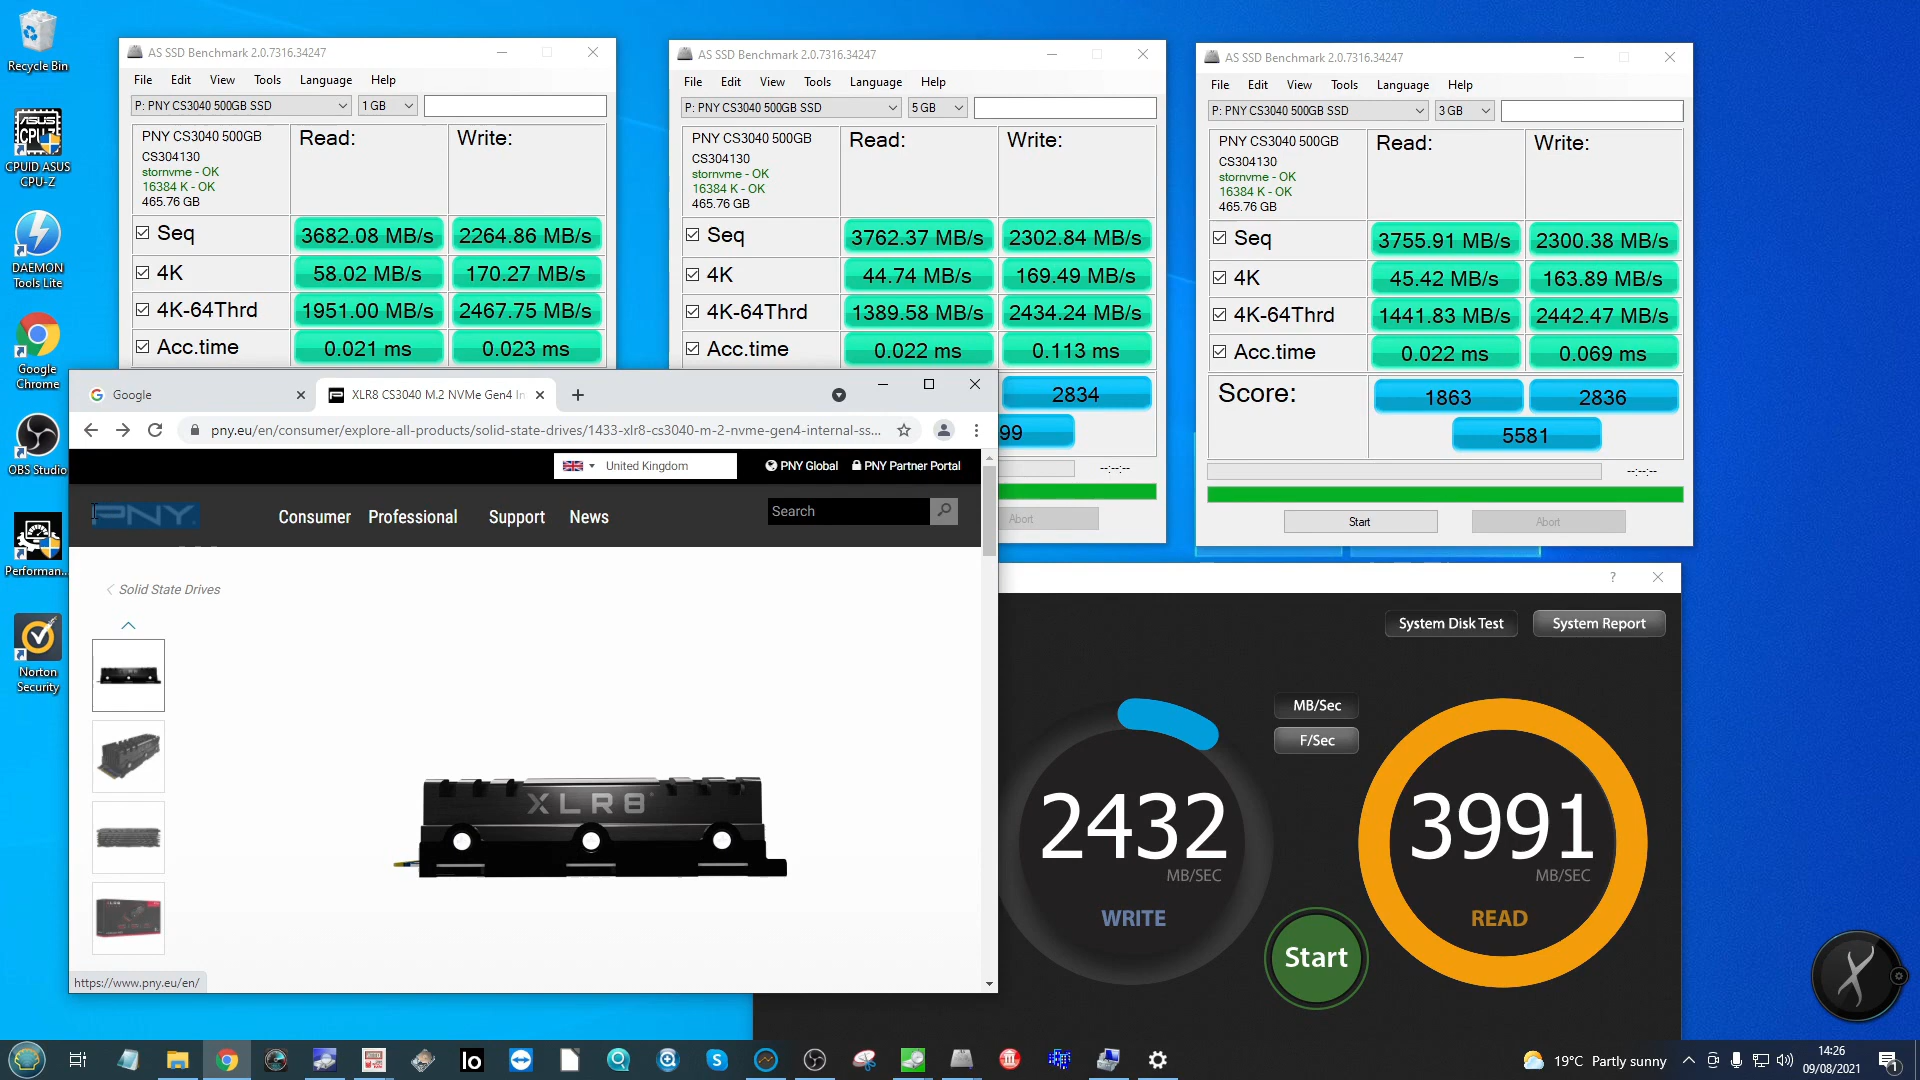 Recycle Bin
CPUID ASUS
CPU-Z
DAEMON
Tools Lite
Google
Chrome
OBS Studio
Performan...
Norton
Security
AS SSD Benchmark 2.0.7316.34247
File Edit View Tools Language Help
P: PNY CS3040 500GB SSD 1 GB
PNY CS3040 500GB
CS304130
stornvme - OK
16384 K - OK
465.76 GB
Read: Write:
Seq 3682.08 MB/s 2264.86 MB/s
4K 58.02 MB/s 170.27 MB/s
4K-64Thrd 1951.00 MB/s 2467.75 MB/s
Acc.time 0.021 ms 0.023 ms
AS SSD Benchmark 2.0.7316.34247
File Edit View Tools Language Help
P: PNY CS3040 500GB SSD 5 GB
PNY CS3040 500GB
CS304130
stornvme - OK
16384 K - OK
465.76 GB
Read: Write:
Seq 3762.37 MB/s 2302.84 MB/s
4K 44.74 MB/s 169.49 MB/s
4K-64Thrd 1389.58 MB/s 2434.24 MB/s
Acc.time 0.022 ms 0.113 ms
2834
99
--:--:--
Abort
AS SSD Benchmark 2.0.7316.34247
File Edit View Tools Language Help
P: PNY CS3040 500GB SSD 3 GB
PNY CS3040 500GB
CS304130
stornvme - OK
16384 K - OK
465.76 GB
Read: Write:
Seq 3755.91 MB/s 2300.38 MB/s
4K 45.42 MB/s 163.89 MB/s
4K-64Thrd 1441.83 MB/s 2442.47 MB/s
Acc.time 0.022 ms 0.069 ms
Score: 1863 2836
5581
--:--:--
Start Abort
Google XLR8 CS3040 M.2 NVMe Gen4 In
pny.eu/en/consumer/explore-all-products/solid-state-drives/1433-xlr8-cs3040-m-2-nvme-gen4-internal-ss...
United Kingdom PNY Global PNY Partner Portal
PNY Consumer Professional Support News Search
Solid State Drives
XLR8
https://www.pny.eu/en/
?
System Disk Test System Report
MB/Sec
F/Sec
2432 MB/SEC WRITE
3991 MB/SEC READ
Start
Io
19°C Partly sunny
14:26
09/08/2021
1